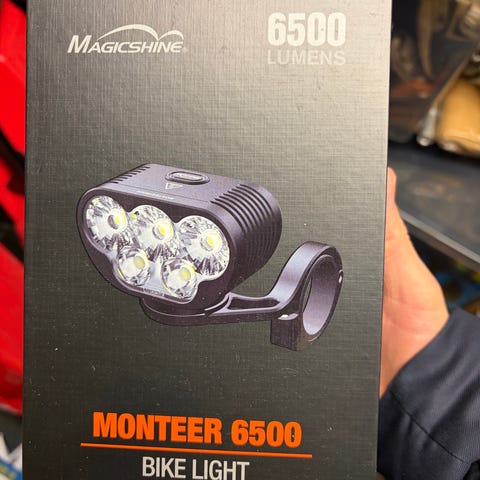 MAGICSHINE®
6500
LUMENS
MONTEER 6500
BIKE LIGHT